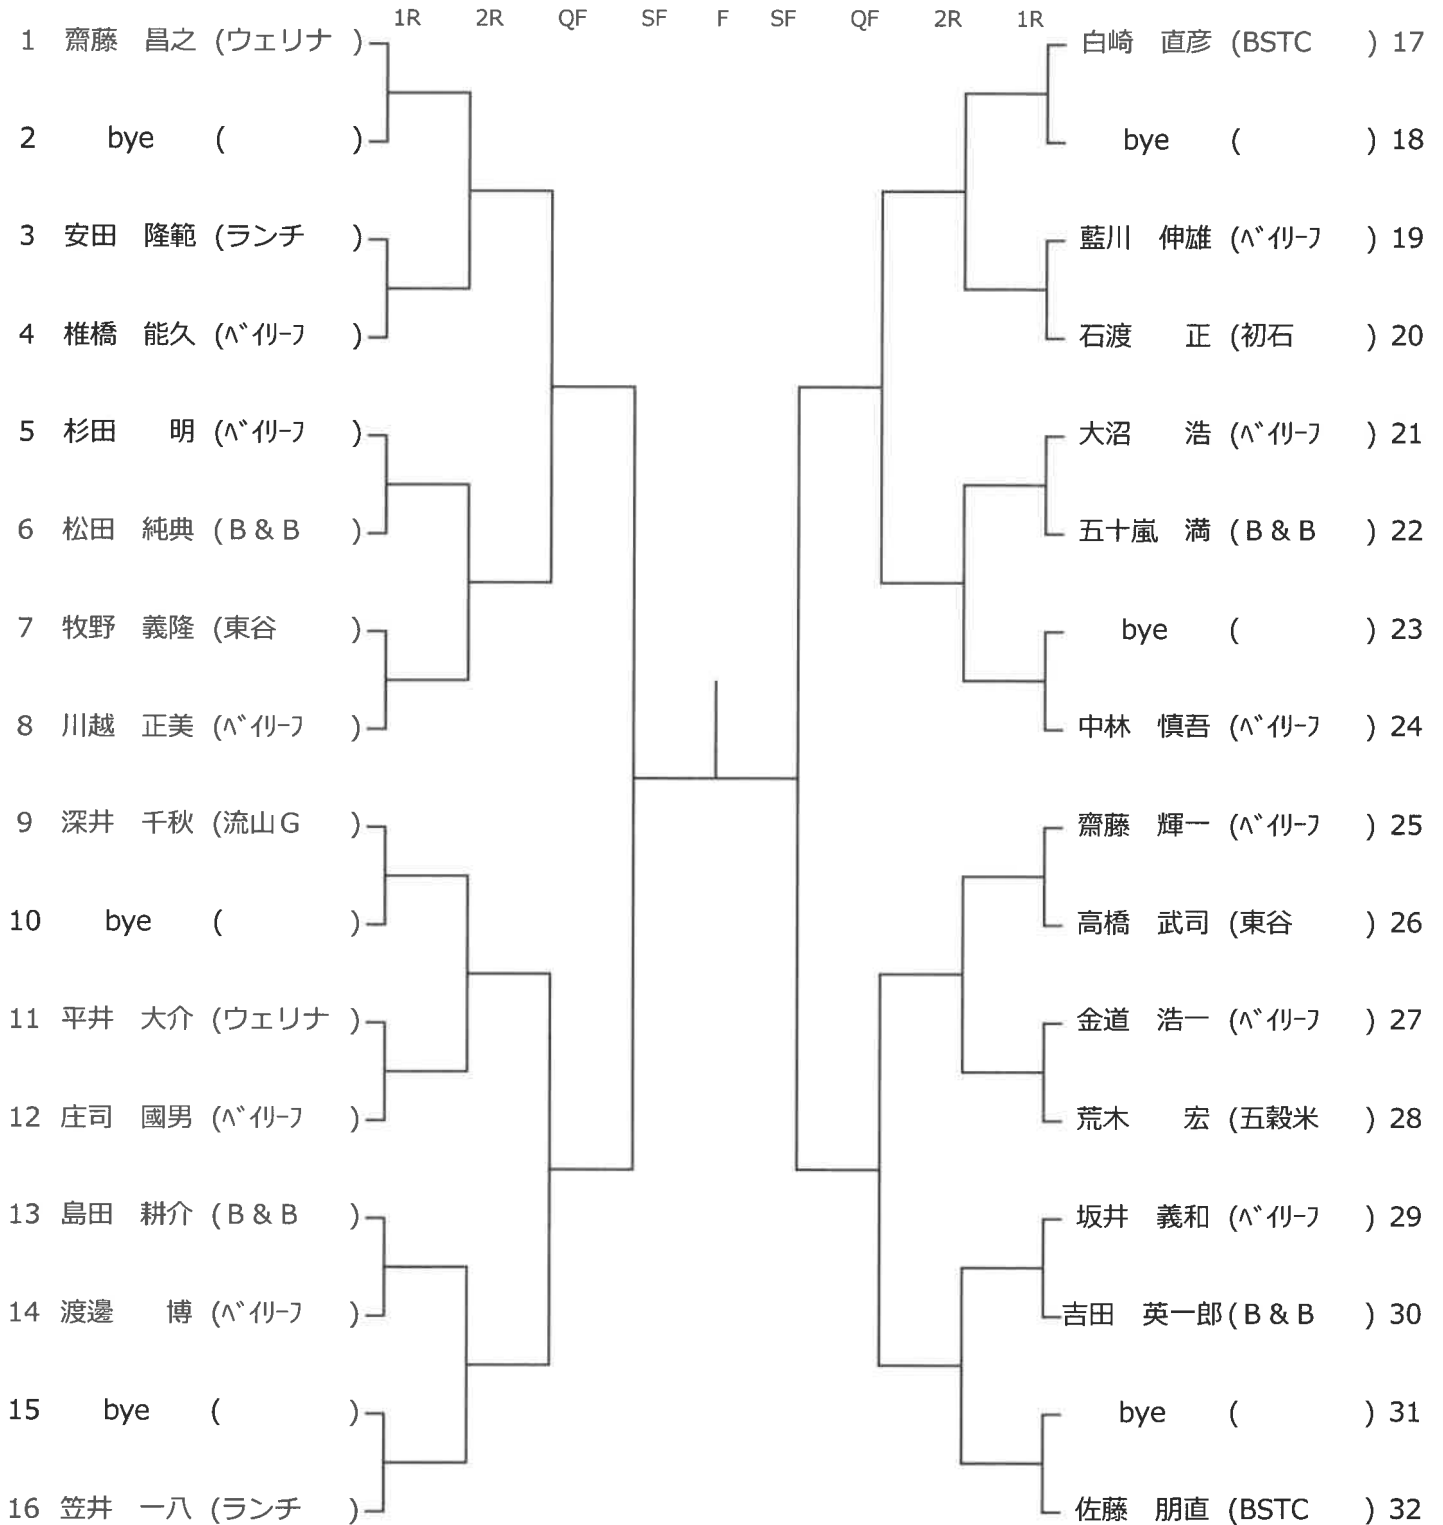 1R 2R QF SF F SF QF 2R 1R
1 齋藤 昌之 (ウェリナ ) 白崎 直彦 (BSTC ) 17
2 bye ( ) bye ( ) 18
3 安田 隆範 (ランチ ) 藍川 伸雄 (ﾍﾞｲﾘｰﾌ ) 19
4 椎橋 能久 (ﾍﾞｲﾘｰﾌ ) 石渡 正 (初石 ) 20
5 杉田 明 (ﾍﾞｲﾘｰﾌ ) 大沼 浩 (ﾍﾞｲﾘｰﾌ ) 21
6 松田 純典 (Ｂ＆Ｂ ) 五十嵐 満 (Ｂ＆Ｂ ) 22
7 牧野 義隆 (東谷 ) bye ( ) 23
8 川越 正美 (ﾍﾞｲﾘｰﾌ ) 中林 慎吾 (ﾍﾞｲﾘｰﾌ ) 24
9 深井 千秋 (流山Ｇ ) 齋藤 輝一 (ﾍﾞｲﾘｰﾌ ) 25
10 bye ( ) 高橋 武司 (東谷 ) 26
11 平井 大介 (ウェリナ ) 金道 浩一 (ﾍﾞｲﾘｰﾌ ) 27
12 庄司 國男 (ﾍﾞｲﾘｰﾌ ) 荒木 宏 (五穀米 ) 28
13 島田 耕介 (Ｂ＆Ｂ ) 坂井 義和 (ﾍﾞｲﾘｰﾌ ) 29
14 渡邊 博 (ﾍﾞｲﾘｰﾌ ) 吉田 英一郎 (Ｂ＆Ｂ ) 30
15 bye ( ) bye ( ) 31
16 笠井 一八 (ランチ ) 佐藤 朋直 (BSTC ) 32